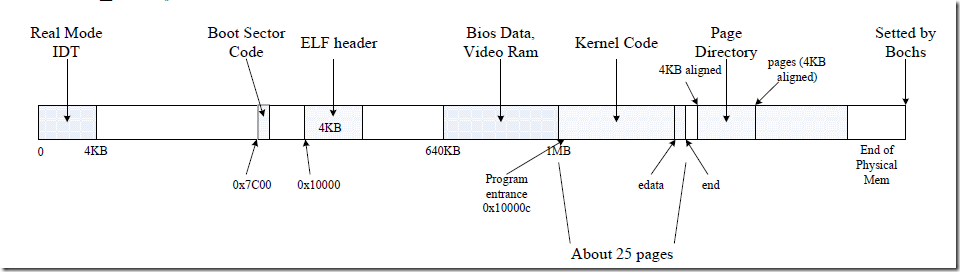 Real Mode
IDT
Boot Sector
Code
ELF header
Bios Data,
Video Ram
Kernel Code
Page
Directory
Setted by
Bochs
4KB aligned
pages (4KB
aligned)
4KB
0
4KB
640KB
1MB
End of
Physical
Mem
0x7C00
0x10000
Program
entrance
0x10000c
edata
end
About 25 pages